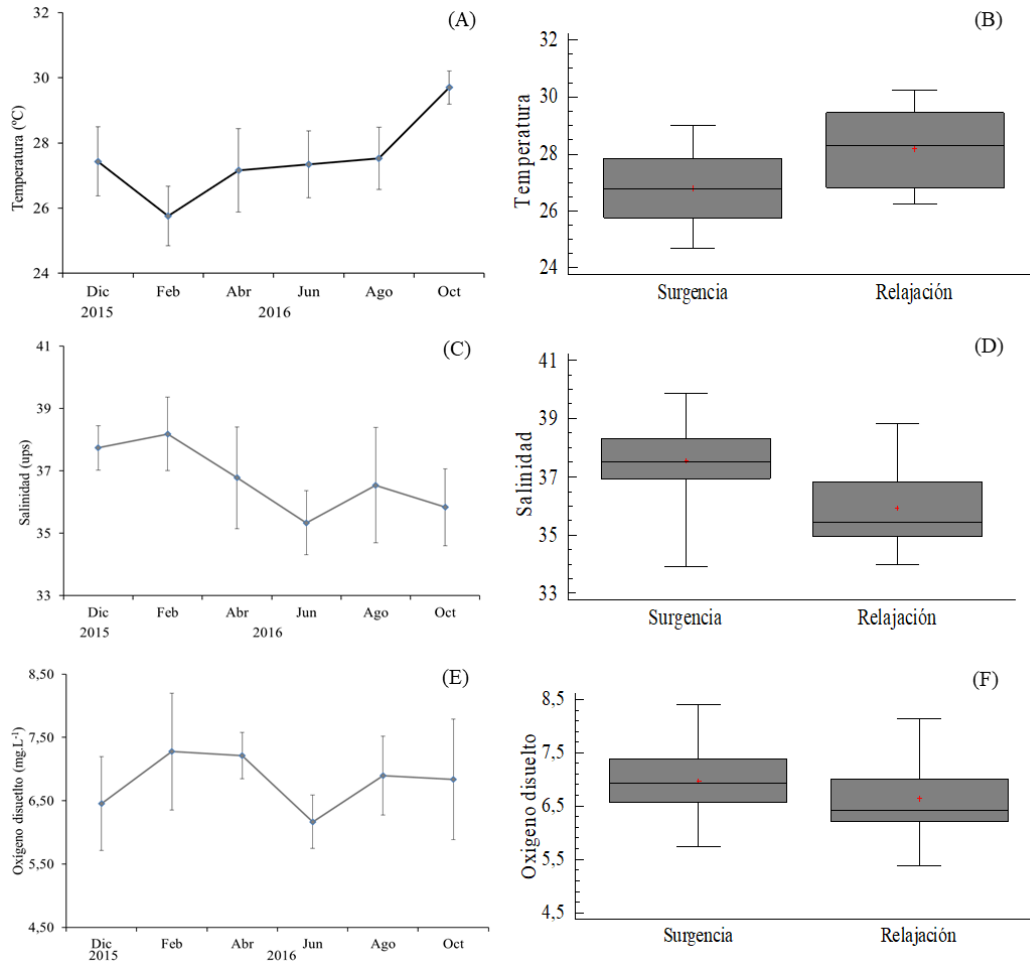 (A)
Temperatura (ºC)
32
30
28
26
24
Dic Feb Abr Jun Ago Oct
2015 2016
(B)
Temperatura
32
30
28
26
24
Surgencia Relajación
(C)
Salinidad (ups)
41
39
37
35
33
Dic Feb Abr Jun Ago Oct
2015 2016
(D)
Salinidad
41
39
37
35
33
Surgencia Relajación
(E)
Oxígeno disuelto (mg.L⁻¹)
8,50
7,50
6,50
5,50
4,50
Dic Feb Abr Jun Ago Oct
2015 2016
(F)
Oxigeno disuelto
8,5
7,5
6,5
5,5
4,5
Surgencia Relajación